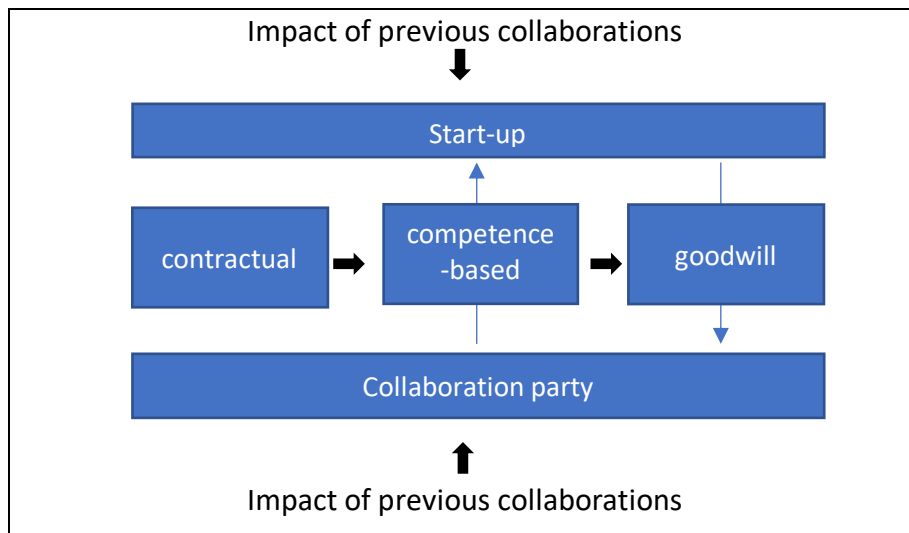 Impact of previous collaborations
Start-up
contractual
competence
-based
goodwill
Collaboration party
Impact of previous collaborations